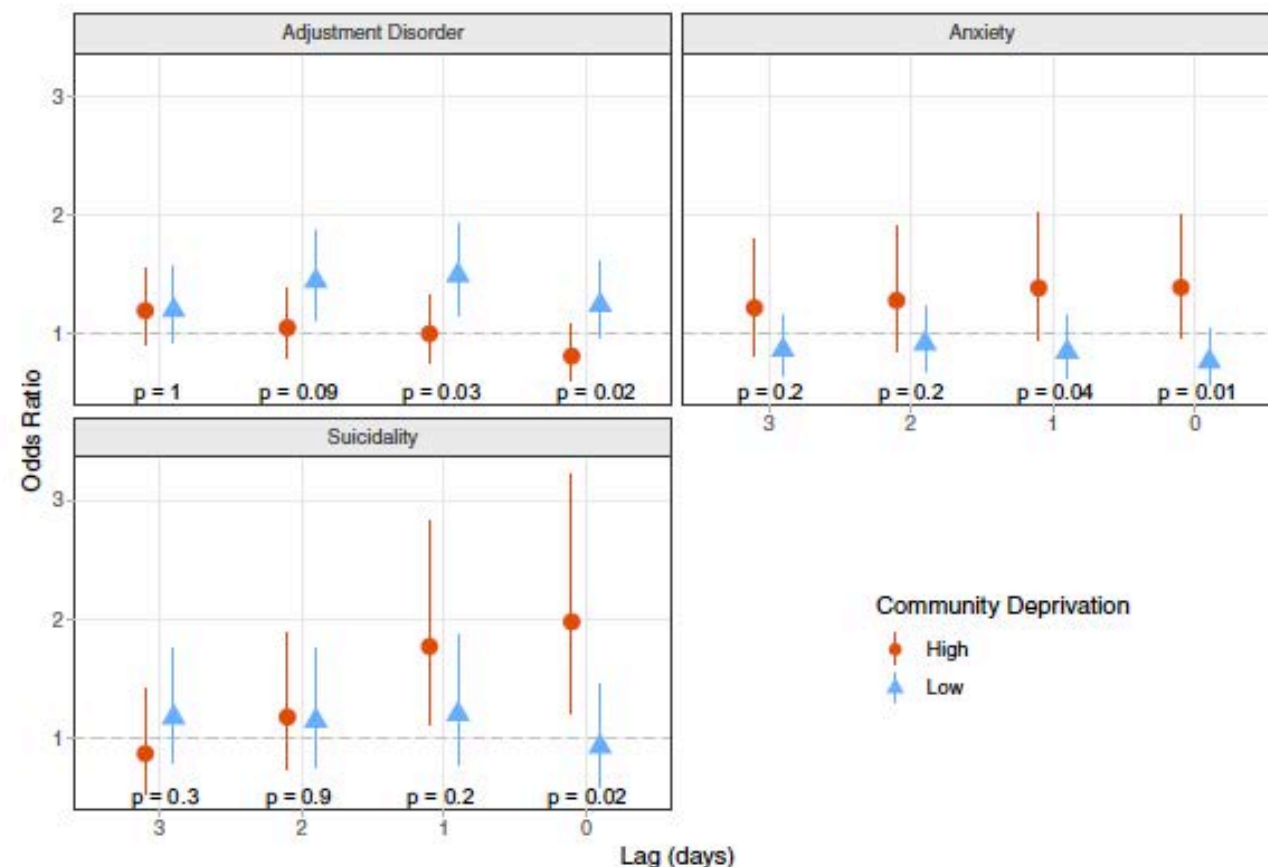 Adjustment Disorder
Anxiety
3
2
1
p = 1
p = 0.09
p = 0.03
p = 0.02
p = 0.2
p = 0.2
p = 0.04
p = 0.01
3
2
1
0
Odds Ratio
Suicidality
3
2
1
p = 0.3
p = 0.9
p = 0.2
p = 0.02
3
2
1
0
Lag (days)
Community Deprivation
High
Low